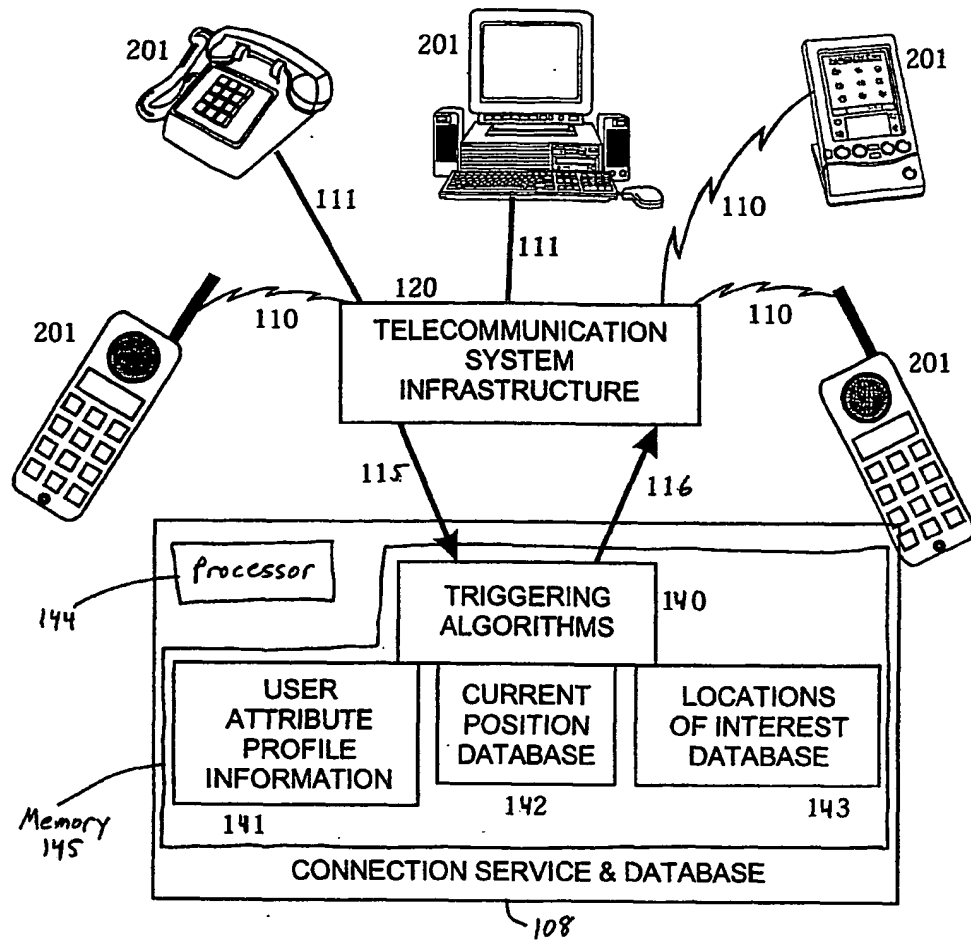 201
201
201
111
111
110
120
201
110
110
201
TELECOMMUNICATION
SYSTEM
INFRASTRUCTURE
115
116
Processor
144
TRIGGERING
ALGORITHMS
140
USER
ATTRIBUTE
PROFILE
INFORMATION
CURRENT
POSITION
DATABASE
LOCATIONS
OF INTEREST
DATABASE
Memory
145
141
142
143
CONNECTION SERVICE & DATABASE
108